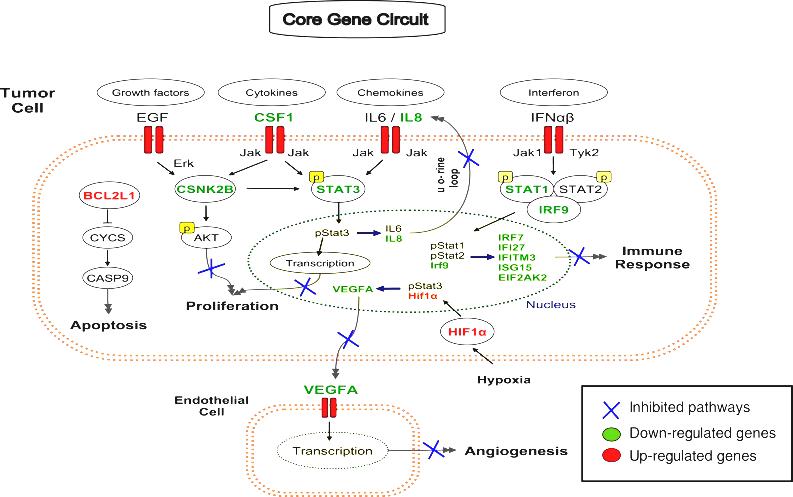 Core Gene Circuit
Tumor
Cell
Growth factors
Cytokines
Chemokines
Interferon
EGF
CSF1
IL6 / IL8
IFNαβ
Erk
Jak
Jak
Jak
Jak
Jak1
Tyk2
u o- rine
loop
BCL2L1
CSNK2B
p
STAT3
p
STAT1
STAT2
p
IRF9
CYCS
p
AKT
CASP9
Apoptosis
Proliferation
pStat3
IL6
IL8
Transcription
pStat1
pStat2
Irf9
IRF7
IFI27
IFITM3
ISG15
EIF2AK2
Immune
Response
VEGFA
pStat3
Hif1α
Nucleus
HIF1α
Hypoxia
Endothelial
Cell
VEGFA
Transcription
Angiogenesis
Inhibited pathways
Down-regulated genes
Up-regulated genes